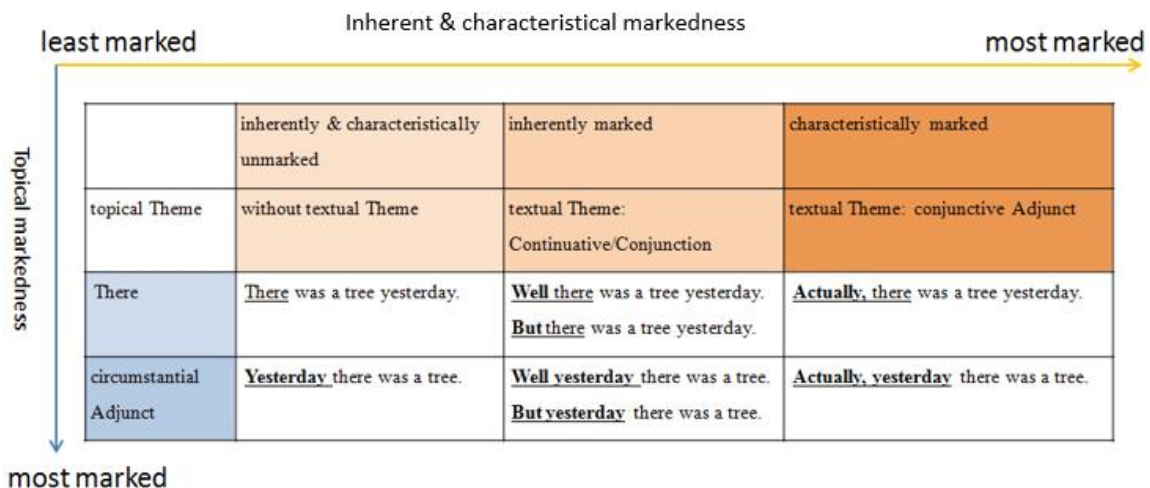 Inherent & characteristical markedness
least marked
most marked
Topical markedness
inherently & characteristically
unmarked
inherently marked
characteristically marked
topical Theme
without textual Theme
textual Theme:
Continuative/Conjunction
textual Theme: conjunctive Adjunct
There
There was a tree yesterday.
Well there was a tree yesterday.
But there was a tree yesterday.
Actually, there was a tree yesterday.
circumstantial
Adjunct
Yesterday there was a tree.
Well yesterday there was a tree.
But yesterday there was a tree.
Actually, yesterday there was a tree.
most marked